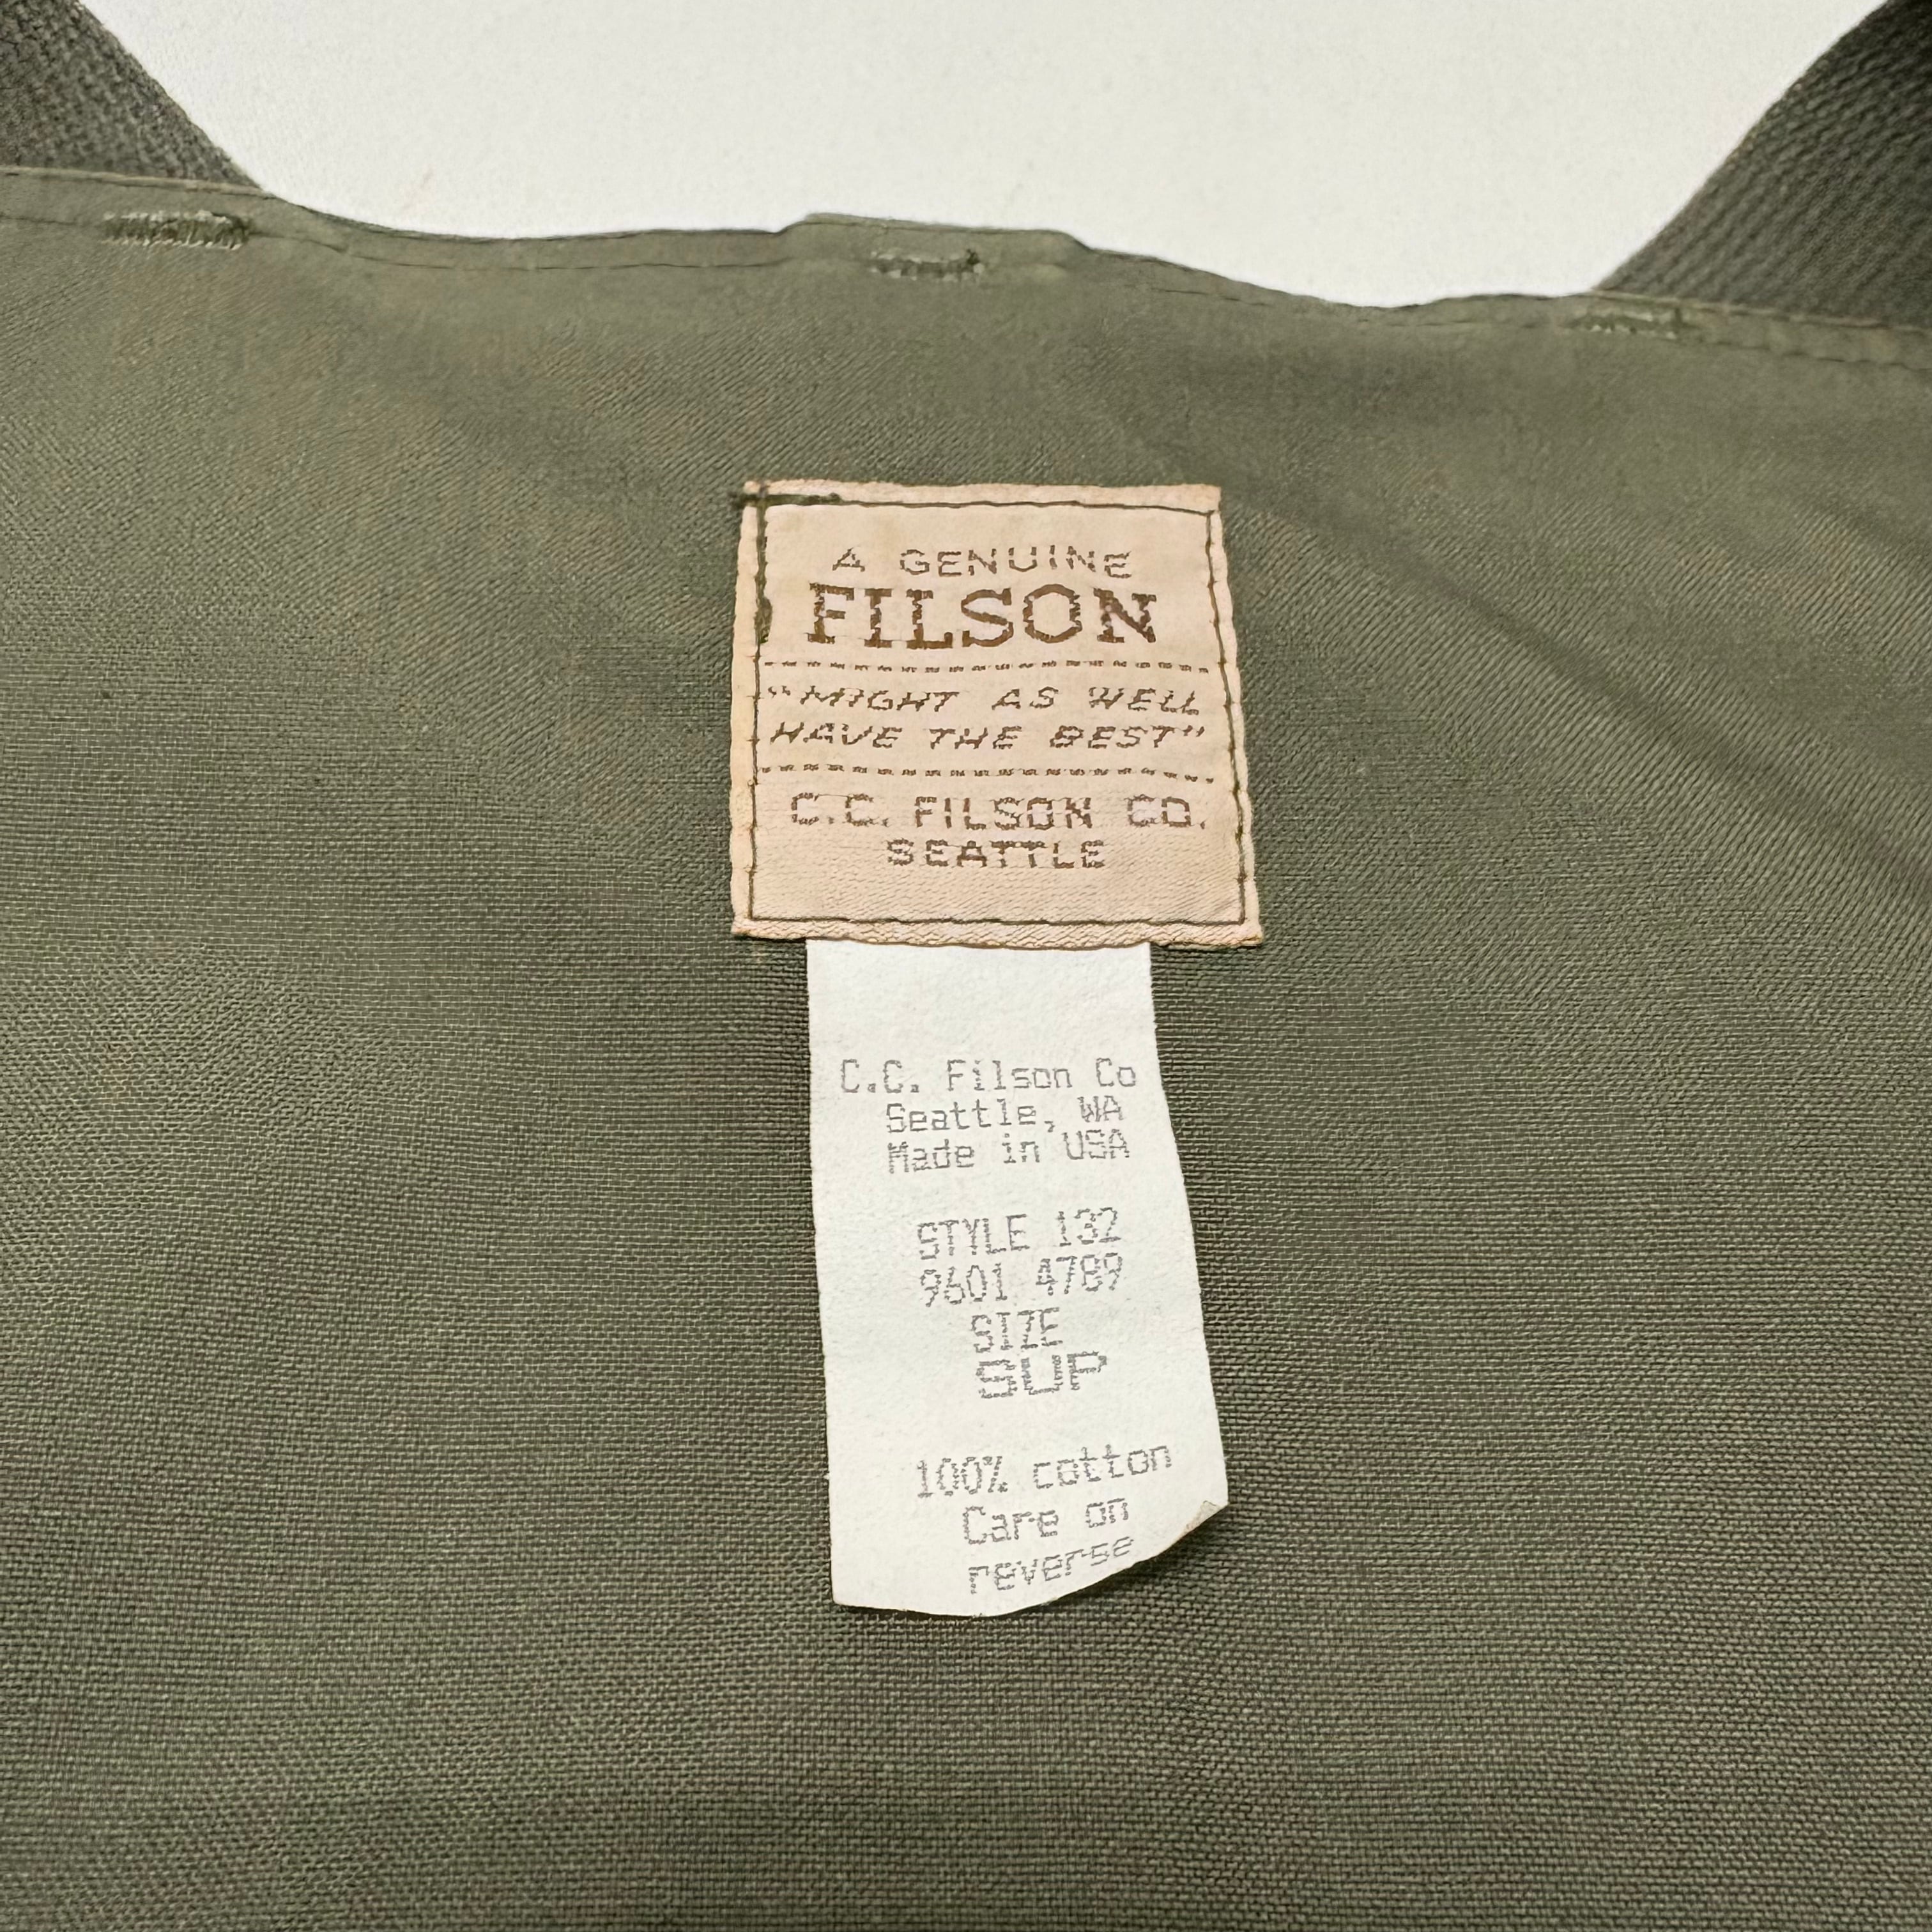 A GENUINE
FILSON
"MIGHT AS WELL
HAVE THE BEST"
C.C. FILSON CO.
SEATTLE
C.C. Filson Co
Seattle, WA
Made in USA
STYLE 132
9601 4789
SIZE
SUP
100% cotton
Care on
reverse